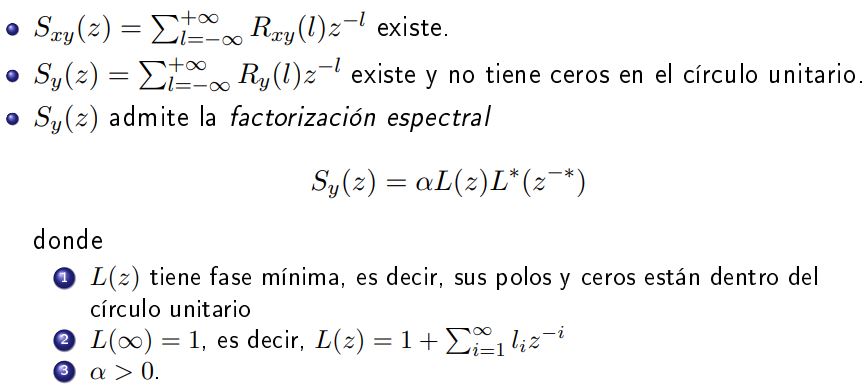 • $S_{xy}(z) = \sum_{l=-\infty}^{+\infty} R_{xy}(l)z^{-l}$ existe.
• $S_y(z) = \sum_{l=-\infty}^{+\infty} R_y(l)z^{-l}$ existe y no tiene ceros en el círculo unitario.
• $S_y(z)$ admite la factorización espectral
$S_y(z) = \alpha L(z)L^*(z^{-*})$
donde
1 $L(z)$ tiene fase mínima, es decir, sus polos y ceros están dentro del
círculo unitario
2 $L(\infty) = 1$, es decir, $L(z) = 1 + \sum_{i=1}^{\infty} l_i z^{-i}$
3 $\alpha > 0$.